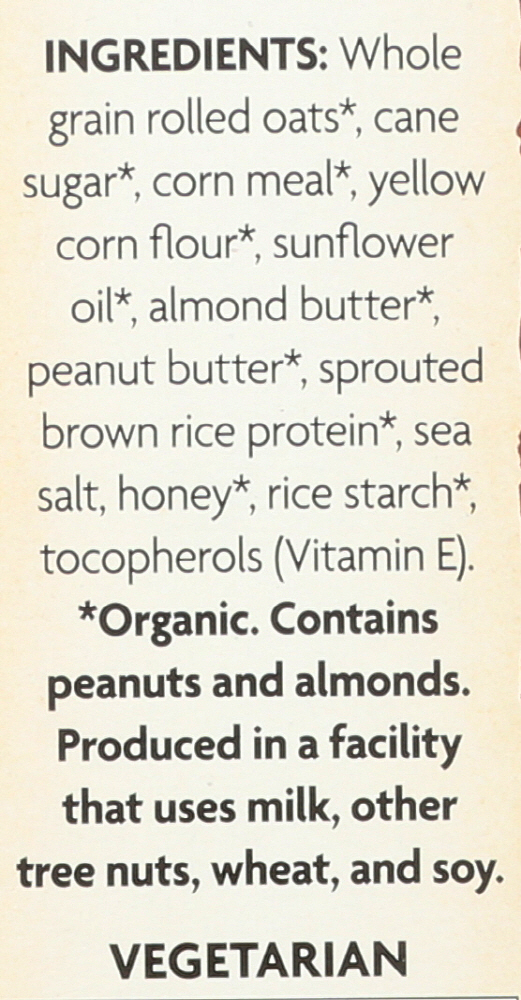 INGREDIENTS: Whole
grain rolled oats*, cane
sugar*, corn meal*, yellow
corn flour*, sunflower
oil*, almond butter*,
peanut butter*, sprouted
brown rice protein*, sea
salt, honey*, rice starch*,
tocopherols (Vitamin E).
*Organic. Contains
peanuts and almonds.
Produced in a facility
that uses milk, other
tree nuts, wheat, and soy.
VEGETARIAN